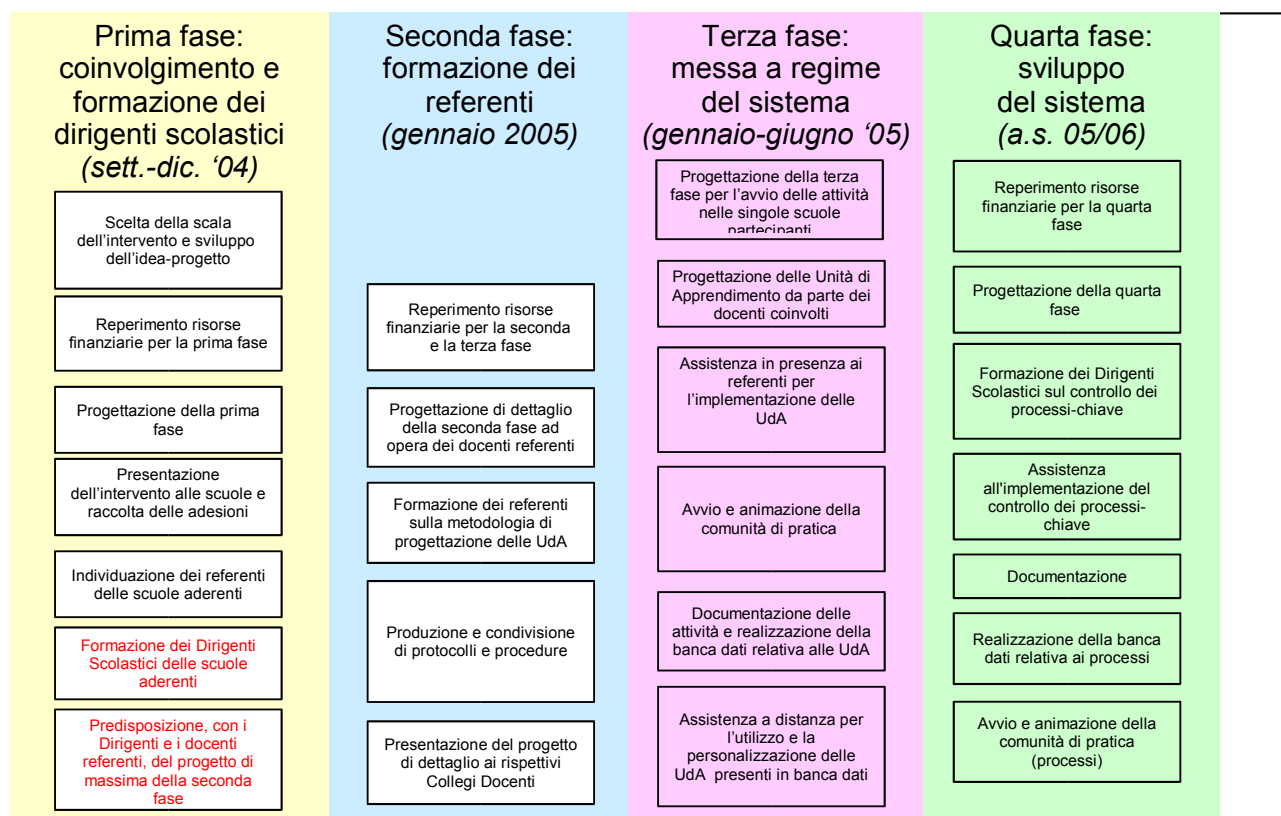 Prima fase:
coinvolgimento e
formazione dei
dirigenti scolastici
(sett.-dic. ‘04)
Scelta della scala
dell’intervento e sviluppo
dell’idea-progetto
Reperimento risorse
finanziarie per la prima fase
Progettazione della prima
fase
Presentazione
dell’intervento alle scuole e
raccolta delle adesioni
Individuazione dei referenti
delle scuole aderenti
Formazione dei Dirigenti
Scolastici delle scuole
aderenti
Predisposizione, con i
Dirigenti e i docenti
referenti, del progetto di
massima della seconda
fase
Seconda fase:
formazione dei
referenti
(gennaio 2005)
Reperimento risorse
finanziarie per la seconda
e la terza fase
Progettazione di dettaglio
della seconda fase ad
opera dei docenti referenti
Formazione dei referenti
sulla metodologia di
progettazione delle UdA
Produzione e condivisione
di protocolli e procedure
Presentazione del progetto
di dettaglio ai rispettivi
Collegi Docenti
Terza fase:
messa a regime
del sistema
(gennaio-giugno ‘05)
Progettazione della terza
fase per l’avvio delle attività
nelle singole scuole
partecipanti
Progettazione delle Unità di
Apprendimento da parte dei
docenti coinvolti
Assistenza in presenza ai
referenti per
l’implementazione delle
UdA
Avvio e animazione della
comunità di pratica
Documentazione delle
attività e realizzazione della
banca dati relativa alle UdA
Assistenza a distanza per
l’utilizzo e la
personalizzazione delle
UdA presenti in banca dati
Quarta fase:
sviluppo
del sistema
(a.s. 05/06)
Reperimento risorse
finanziarie per la quarta
fase
Progettazione della quarta
fase
Formazione dei Dirigenti
Scolastici sul controllo dei
processi-chiave
Assistenza
all'implementazione del
controllo dei processi-
chiave
Documentazione
Realizzazione della banca
dati relativa ai processi
Avvio e animazione della
comunità di pratica
(processi)